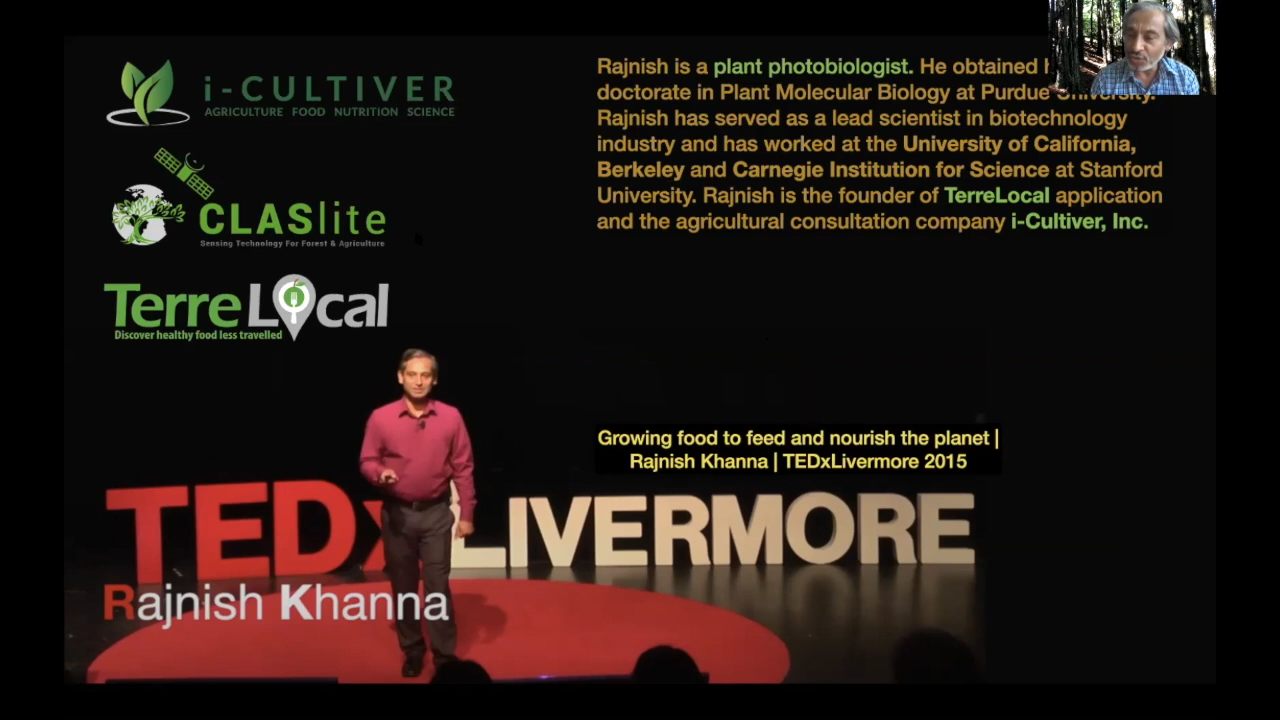 i-CULTIVER
AGRICULTURE FOOD NUTRITION SCIENCE
CLASlite
Sensing Technology For Forest & Agriculture
TerreLocal
Discover healthy food less travelled
Rajnish is a plant photobiologist. He obtained
doctorate in Plant Molecular Biology at Purdue University.
Rajnish has served as a lead scientist in biotechnology
industry and has worked at the University of California,
Berkeley and Carnegie Institution for Science at Stanford
University. Rajnish is the founder of TerreLocal application
and the agricultural consultation company i-Cultiver, Inc.
Growing food to feed and nourish the planet |
Rajnish Khanna | TEDxLivermore 2015
TEDxLIVERMORE
Rajnish Khanna